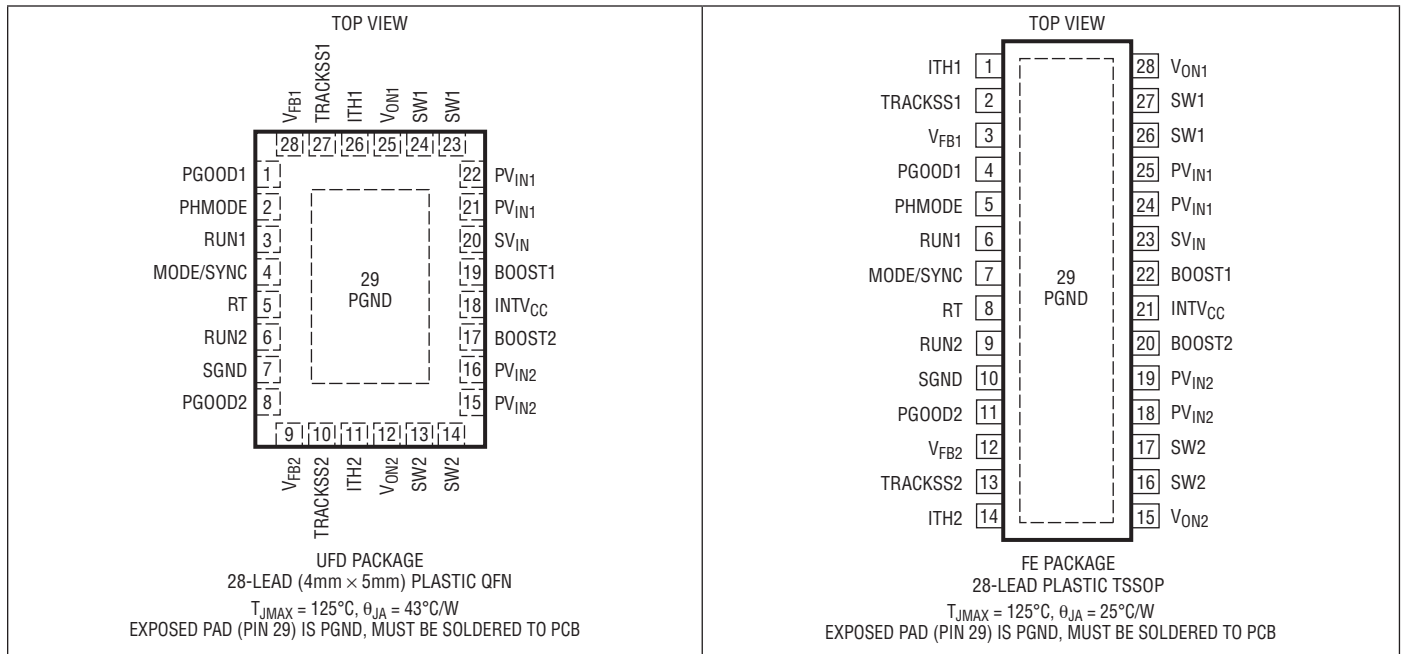 TOP VIEW
VFB1
TRACKSS1
ITH1
VON1
SW1
SW1
28 27 26 25 24 23
PGOOD1 1
PHMODE 2
RUN1 3
MODE/SYNC 4
RT 5
RUN2 6
SGND 7
PGOOD2 8
29
PGND
22 PVIN1
21 PVIN1
20 SVIN
19 BOOST1
18 INTVCC
17 BOOST2
16 PVIN2
15 PVIN2
9 10 11 12 13 14
VFB2
TRACKSS2
ITH2
VON2
SW2
SW2
UFD PACKAGE
28-LEAD (4mm × 5mm) PLASTIC QFN
TJMAX = 125°C, θJA = 43°C/W
EXPOSED PAD (PIN 29) IS PGND, MUST BE SOLDERED TO PCB
TOP VIEW
ITH1 1
TRACKSS1 2
VFB1 3
PGOOD1 4
PHMODE 5
RUN1 6
MODE/SYNC 7
RT 8
RUN2 9
SGND 10
PGOOD2 11
VFB2 12
TRACKSS2 13
ITH2 14
29
PGND
28 VON1
27 SW1
26 SW1
25 PVIN1
24 PVIN1
23 SVIN
22 BOOST1
21 INTVCC
20 BOOST2
19 PVIN2
18 PVIN2
17 SW2
16 SW2
15 VON2
FE PACKAGE
28-LEAD PLASTIC TSSOP
TJMAX = 125°C, θJA = 25°C/W
EXPOSED PAD (PIN 29) IS PGND, MUST BE SOLDERED TO PCB